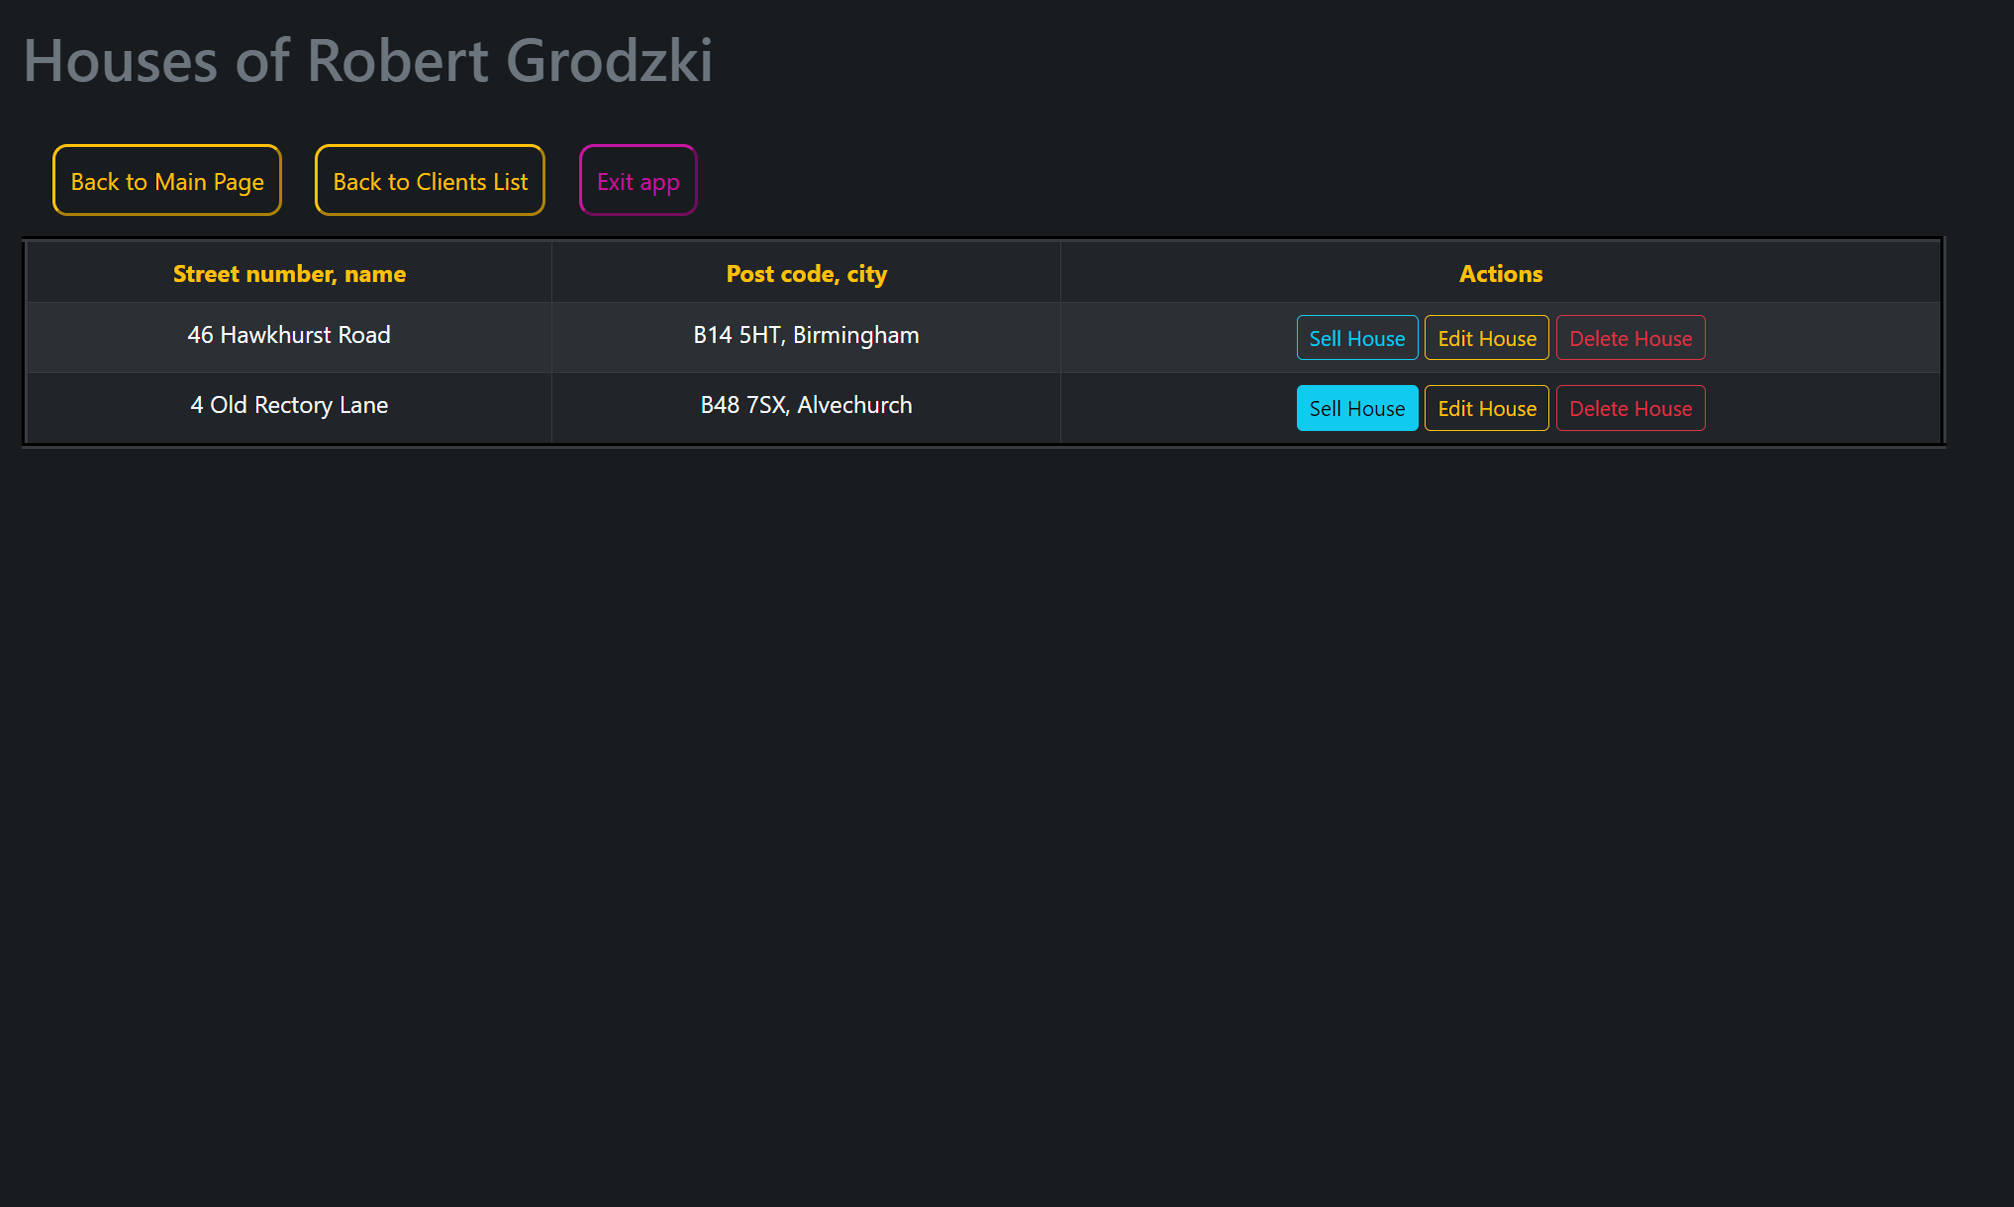 Houses of Robert Grodzki
Back to Main Page Back to Clients List Exit app
Street number, name Post code, city Actions
46 Hawkhurst Road B14 5HT, Birmingham Sell House Edit House Delete House
4 Old Rectory Lane B48 7SX, Alvechurch Sell House Edit House Delete House